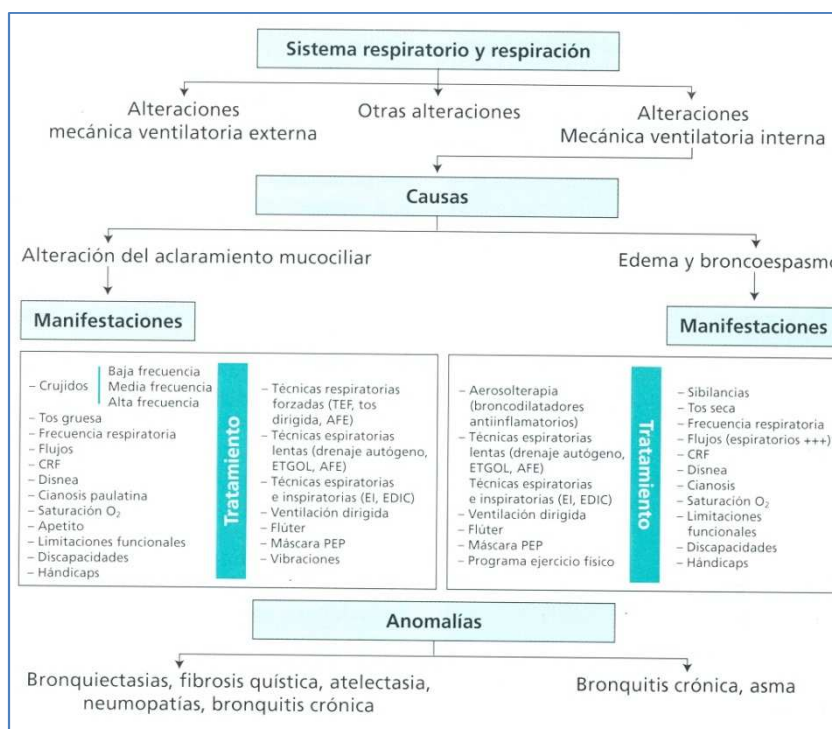 Sistema respiratorio y respiración
Alteraciones
mecánica ventilatoria externa
Otras alteraciones
Alteraciones
Mecánica ventilatoria interna
Causas
Alteración del aclaramiento mucociliar
Edema y broncoespasmo
Manifestaciones
Manifestaciones
– Crujidos
Baja frecuencia
Media frecuencia
Alta frecuencia
– Tos gruesa
– Frecuencia respiratoria
– Flujos
– CRF
– Disnea
– Cianosis paulatina
– Saturación O₂
– Apetito
– Limitaciones funcionales
– Discapacidades
– Hándicaps
Tratamiento
– Técnicas respiratorias
forzadas (TEF, tos
dirigida, AFE)
– Técnicas espiratorias
lentas (drenaje autógeno,
ETGOL, AFE)
– Técnicas espiratorias
e inspiratorias (EI, EDIC)
– Ventilación dirigida
– Flúter
– Máscara PEP
– Vibraciones
– Aerosolterapia
(broncodilatadores
antiinflamatorios)
– Técnicas espiratorias
lentas (drenaje autógeno,
ETGOL, AFE)
Técnicas espiratorias
e inspiratorias (EI, EDIC)
– Ventilación dirigida
– Flúter
– Máscara PEP
– Programa ejercicio físico
Tratamiento
– Sibilancias
– Tos seca
– Frecuencia respiratoria
– Flujos (espiratorios +++)
– CRF
– Disnea
– Cianosis
– Saturación O₂
– Limitaciones
funcionales
– Discapacidades
– Hándicaps
Anomalías
Bronquiectasias, fibrosis quística, atelectasia,
neumopatías, bronquitis crónica
Bronquitis crónica, asma